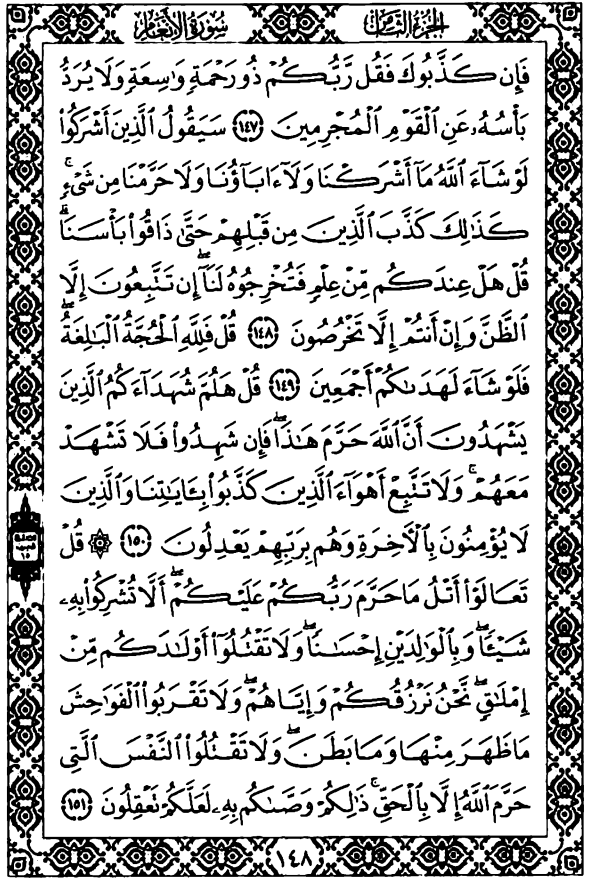 الجزء الثامن سورة الأنعام
فَإِن كَذَّبُوكَ فَقُل رَّبُّكُمْ ذُو رَحْمَةٍ وَاسِعَةٍ وَلَا يُرَدُّ
بَأْسُهُۥ عَنِ ٱلْقَوْمِ ٱلْمُجْرِمِينَ ١٤٧ سَيَقُولُ ٱلَّذِينَ أَشْرَكُوا۟
لَوْ شَآءَ ٱللَّهُ مَآ أَشْرَكْنَا وَلَآ ءَابَآؤُنَا وَلَا حَرَّمْنَا مِن شَىْءٍ ۚ
كَذَٰلِكَ كَذَّبَ ٱلَّذِينَ مِن قَبْلِهِمْ حَتَّىٰ ذَاقُوا۟ بَأْسَنَا ۗ
قُلْ هَلْ عِندَكُم مِّنْ عِلْمٍ فَتُخْرِجُوهُ لَنَآ ۖ إِن تَتَّبِعُونَ إِلَّا
ٱلظَّنَّ وَإِنْ أَنتُمْ إِلَّا تَخْرُصُونَ ١٤٨ قُلْ فَلِلَّهِ ٱلْحُجَّةُ ٱلْبَٰلِغَةُ ۖ
فَلَوْ شَآءَ لَهَدَىٰكُمْ أَجْمَعِينَ ١٤٩ قُلْ هَلُمَّ شُهَدَآءَكُمُ ٱلَّذِينَ
يَشْهَدُونَ أَنَّ ٱللَّهَ حَرَّمَ هَٰذَا ۖ فَإِن شَهِدُوا۟ فَلَا تَشْهَدْ
مَعَهُمْ ۚ وَلَا تَتَّبِعْ أَهْوَآءَ ٱلَّذِينَ كَذَّبُوا۟ بِـَٔايَٰتِنَا وَٱلَّذِينَ
لَا يُؤْمِنُونَ بِٱلْـَٔاخِرَةِ وَهُم بِرَبِّهِمْ يَعْدِلُونَ ١٥٠ ۞ قُلْ
تَعَالَوْا۟ أَتْلُ مَا حَرَّمَ رَبُّكُمْ عَلَيْكُمْ ۖ أَلَّا تُشْرِكُوا۟ بِهِۦ
شَيْـًٔا ۖ وَبِٱلْوَٰلِدَيْنِ إِحْسَٰنًا ۖ وَلَا تَقْتُلُوٓا۟ أَوْلَٰدَكُم مِّنْ
إِمْلَٰقٍ ۖ نَّحْنُ نَرْزُقُكُمْ وَإِيَّاهُمْ ۖ وَلَا تَقْرَبُوا۟ ٱلْفَوَٰحِشَ
مَا ظَهَرَ مِنْهَا وَمَا بَطَنَ ۖ وَلَا تَقْتُلُوا۟ ٱلنَّفْسَ ٱلَّتِى
حَرَّمَ ٱللَّهُ إِلَّا بِٱلْحَقِّ ۚ ذَٰلِكُمْ وَصَّىٰكُم بِهِۦ لَعَلَّكُمْ تَعْقِلُونَ ١٥١
١٤٨